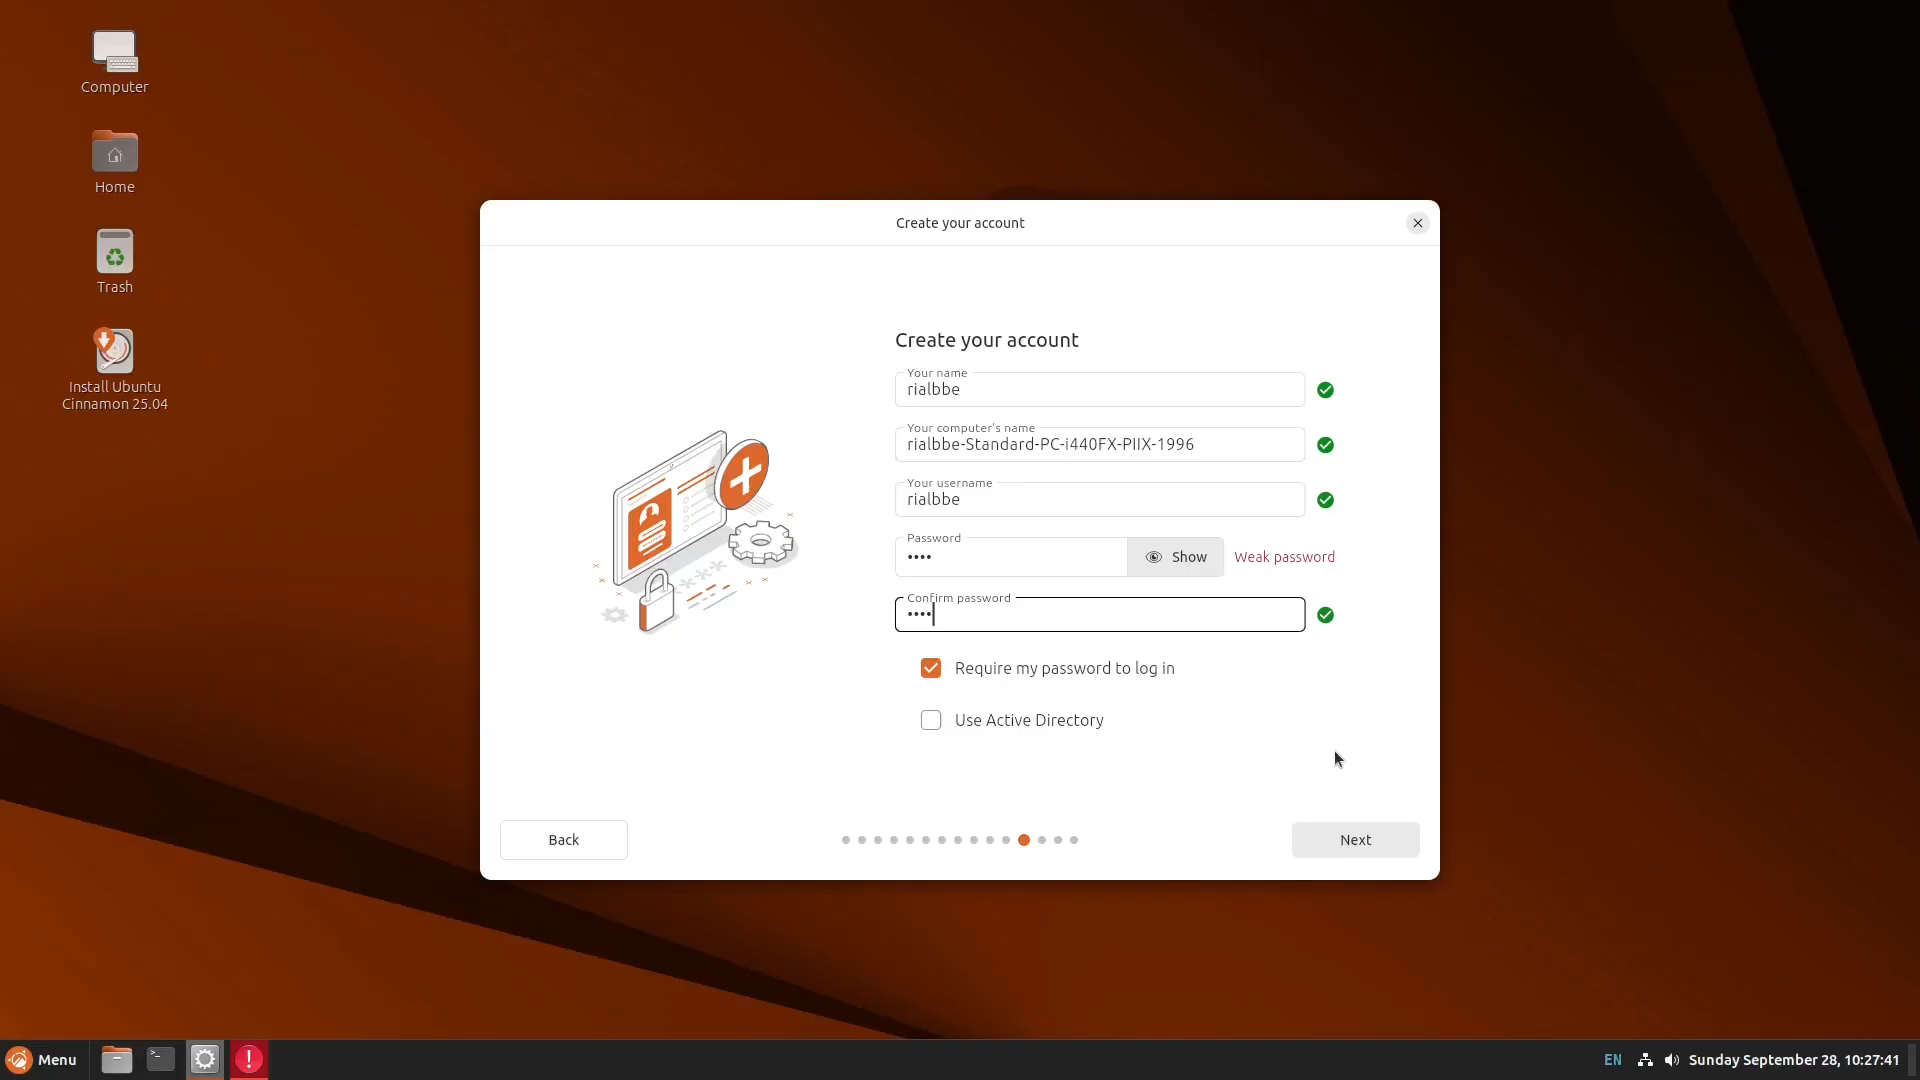 Computer
Home
Trash
Install Ubuntu
Cinnamon 25.04
Create your account
Create your account
Your name
rialbbe
Your computer's name
rialbbe-Standard-PC-i440FX-PIIX-1996
Your username
rialbbe
Password
••••
Show
Weak password
Confirm password
••••
Require my password to log in
Use Active Directory
Back
Next
Menu
EN
Sunday September 28, 10:27:41